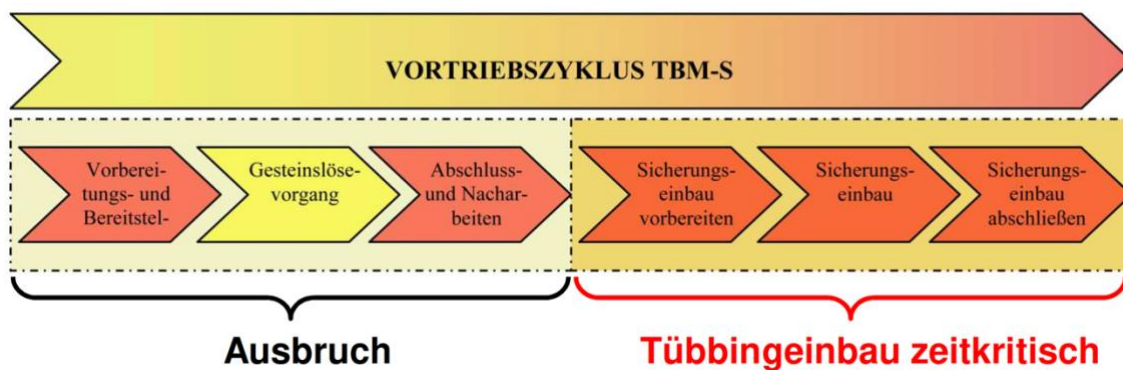 VORTRIEBSZYKLUS TBM-S
Vorberei-
tungs- und
Bereitstel-
Gesteinslöse-
vorgang
Abschluss-
und Nachar-
beiten
Sicherungs-
einbau
vorbereiten
Sicherungs-
einbau
Sicherungs-
einbau
abschließen
Ausbruch
Tübbingeinbau zeitkritisch